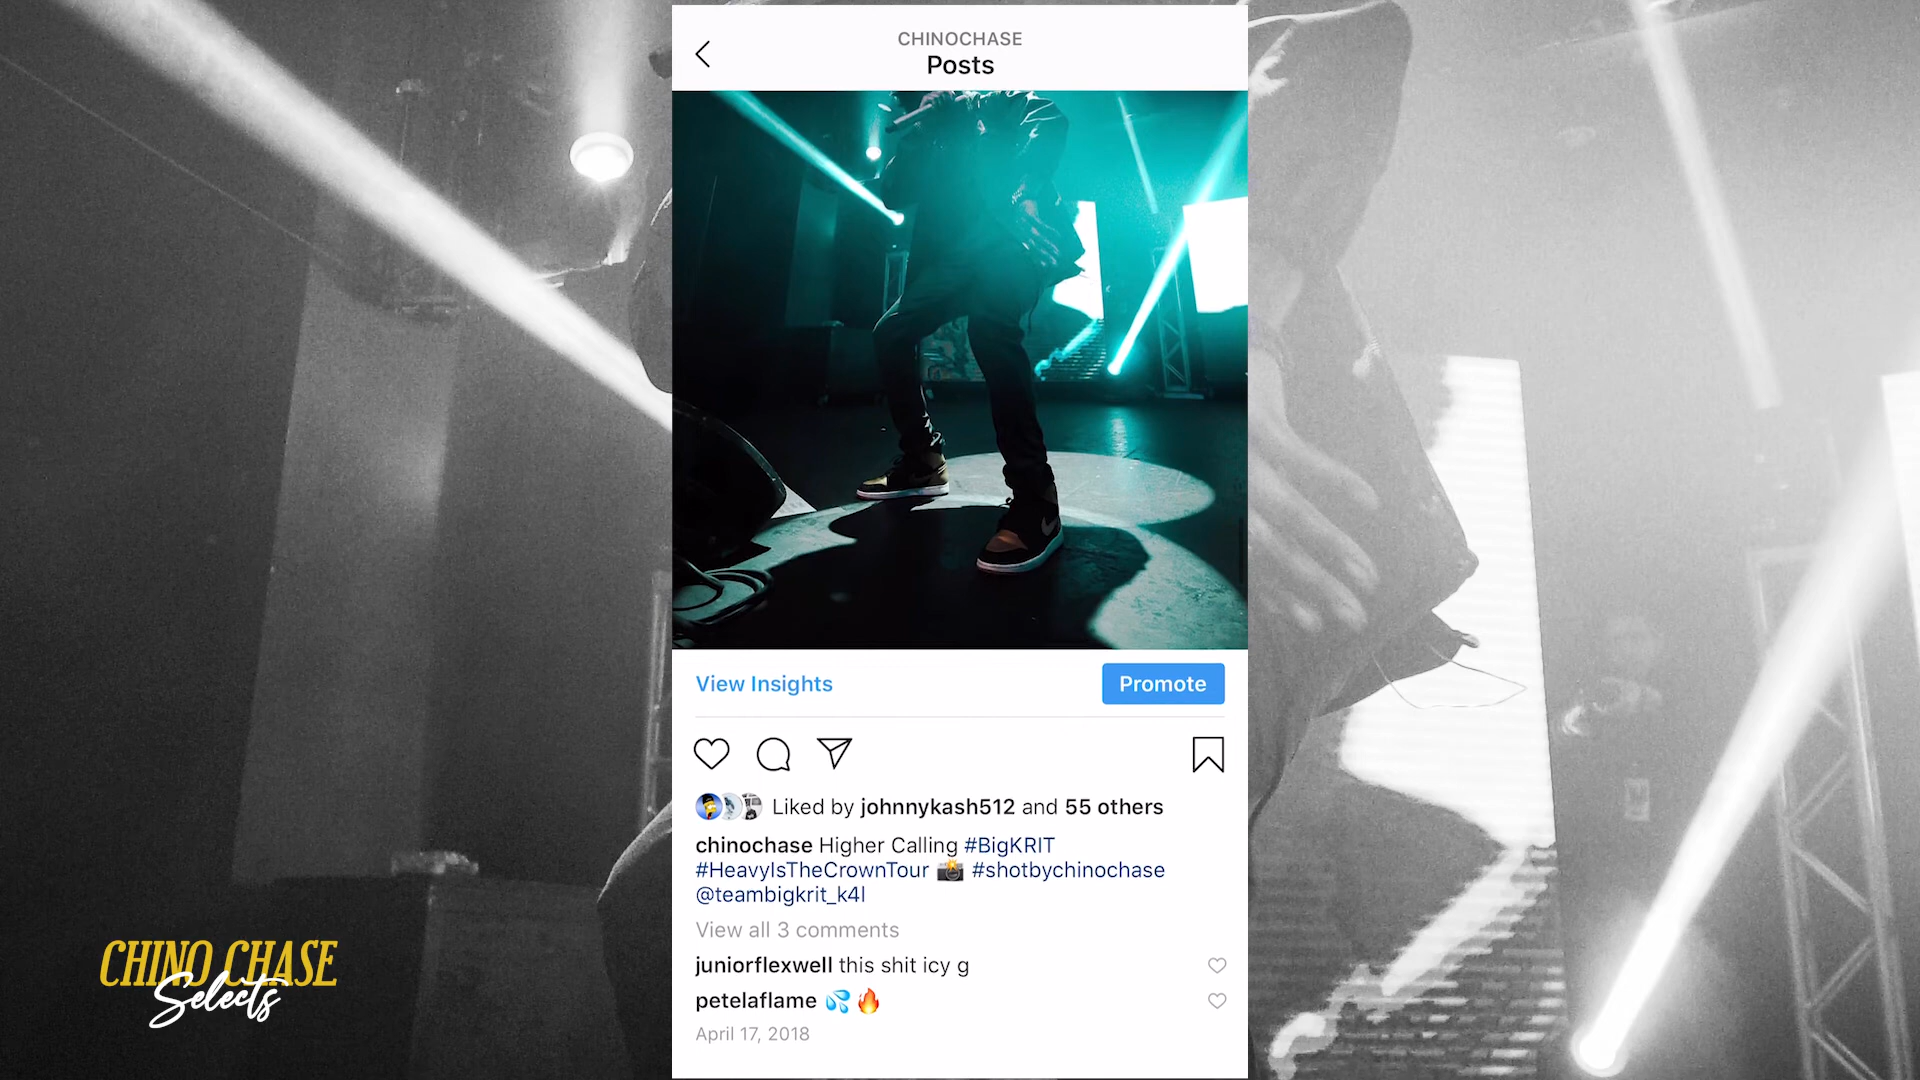 CHINOCHASE
Posts
View Insights
Promote
Liked by johnnykash512 and 55 others
chinochase Higher Calling #BigKRIT
#HeavyIsTheCrownTour 📸 #shotbychinochase
@teambigkrit_k4l
View all 3 comments
juniorflexwell this shit icy g
petelaflame 💦🔥
April 17, 2018
CHINO CHASE
Selects